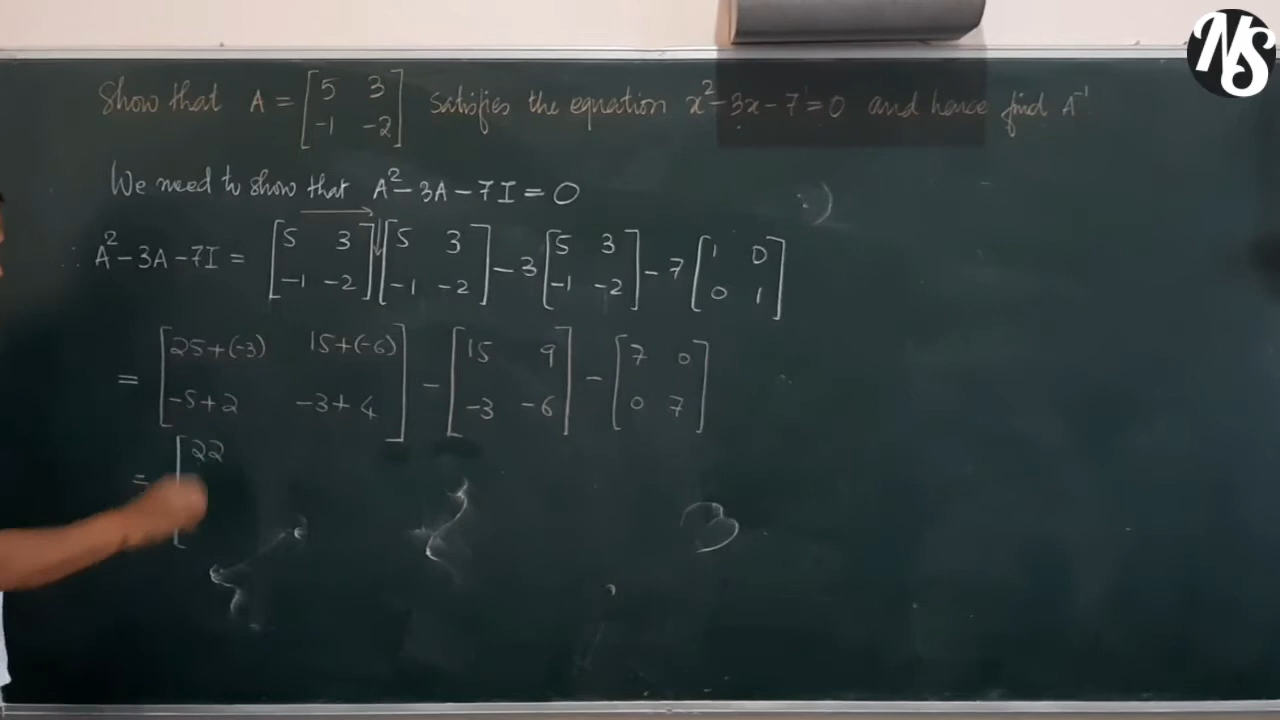 NS
Show that A = [5 3 -1 -2] satisfies the equation x²-3x-7=0 and hence find A⁻¹
We need to show that A²-3A-7I=0
∴ A²-3A-7I = [5 3 -1 -2][5 3 -1 -2] -3[5 3 -1 -2] -7[1 0 0 1]
= [25+(-3) 15+(-6) -5+2 -3+4] - [15 9 -3 -6] - [7 0 0 7]
= [22